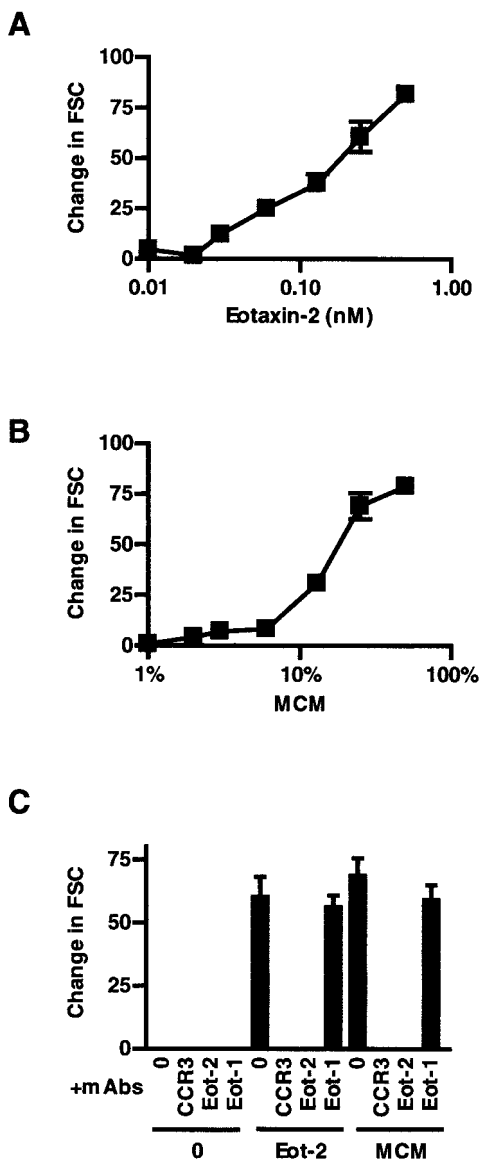 A
Change in FSC
100
75
50
25
0
0.01 0.10 1.00
Eotaxin-2 (nM)
B
Change in FSC
100
75
50
25
0
1% 10% 100%
MCM
C
Change in FSC
75
50
25
0
+mAbs
0 CCR3 Eot-2 Eot-1 0 CCR3 Eot-2 Eot-1 0 CCR3 Eot-2 Eot-1
0 Eot-2 MCM